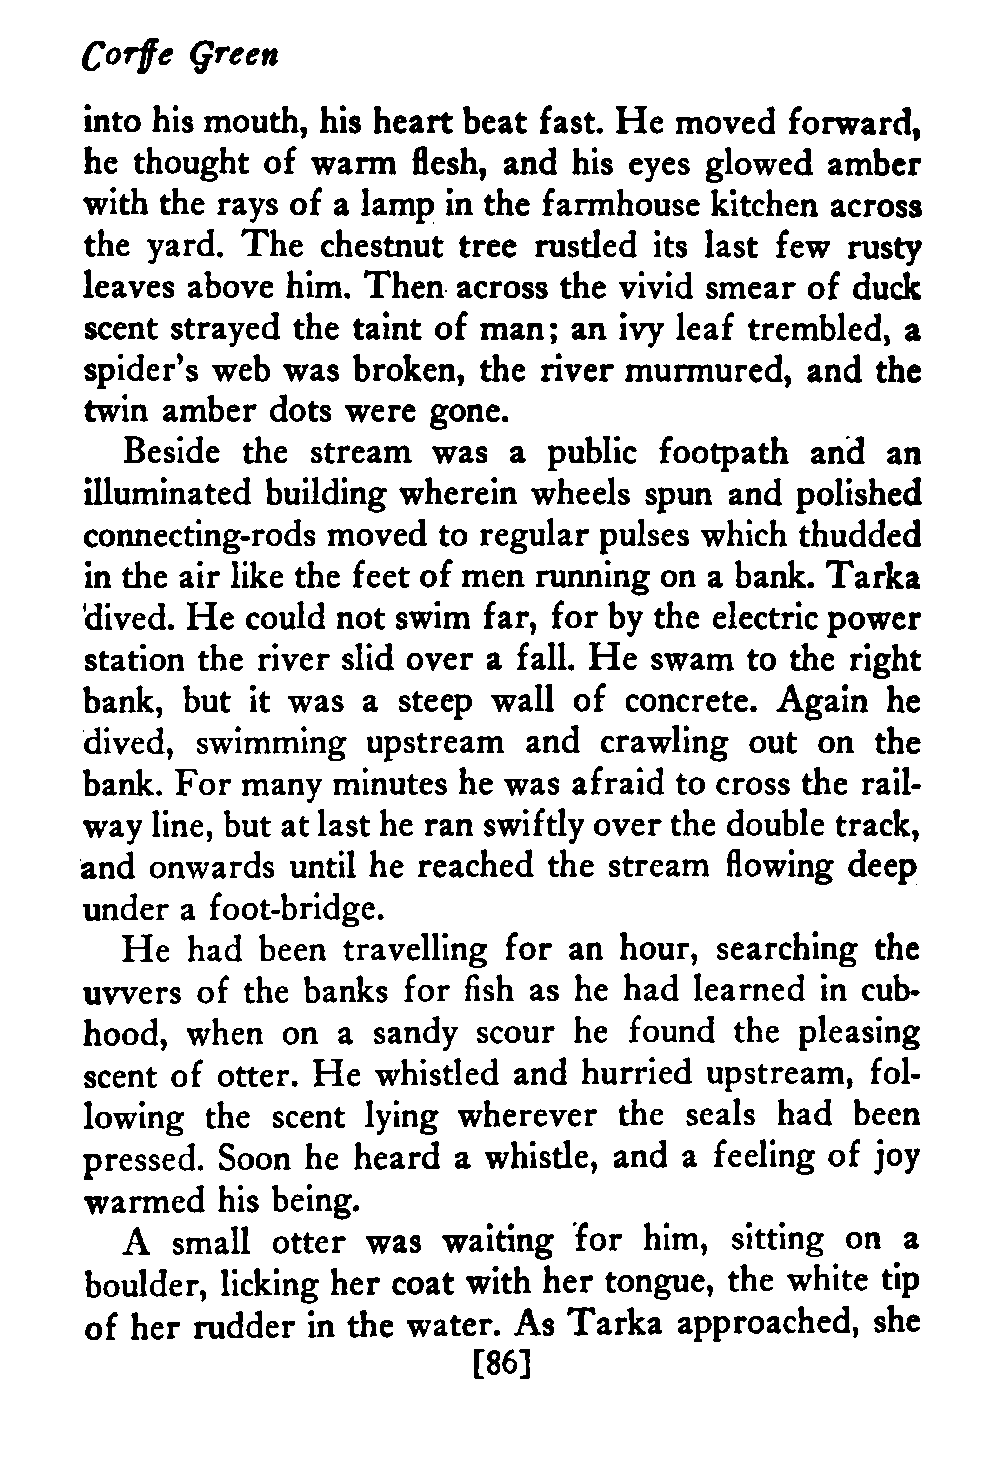 Corffe Green
into his mouth, his heart beat fast. He moved forward,
he thought of warm flesh, and his eyes glowed amber
with the rays of a lamp in the farmhouse kitchen across
the yard. The chestnut tree rustled its last few rusty
leaves above him. Then across the vivid smear of duck
scent strayed the taint of man; an ivy leaf trembled, a
spider's web was broken, the river murmured, and the
twin amber dots were gone.
Beside the stream was a public footpath and an
illuminated building wherein wheels spun and polished
connecting-rods moved to regular pulses which thudded
in the air like the feet of men running on a bank. Tarka
dived. He could not swim far, for by the electric power
station the river slid over a fall. He swam to the right
bank, but it was a steep wall of concrete. Again he
dived, swimming upstream and crawling out on the
bank. For many minutes he was afraid to cross the rail-
way line, but at last he ran swiftly over the double track,
and onwards until he reached the stream flowing deep
under a foot-bridge.
He had been travelling for an hour, searching the
uvvers of the banks for fish as he had learned in cub-
hood, when on a sandy scour he found the pleasing
scent of otter. He whistled and hurried upstream, fol-
lowing the scent lying wherever the seals had been
pressed. Soon he heard a whistle, and a feeling of joy
warmed his being.
A small otter was waiting for him, sitting on a
boulder, licking her coat with her tongue, the white tip
of her rudder in the water. As Tarka approached, she
[86]